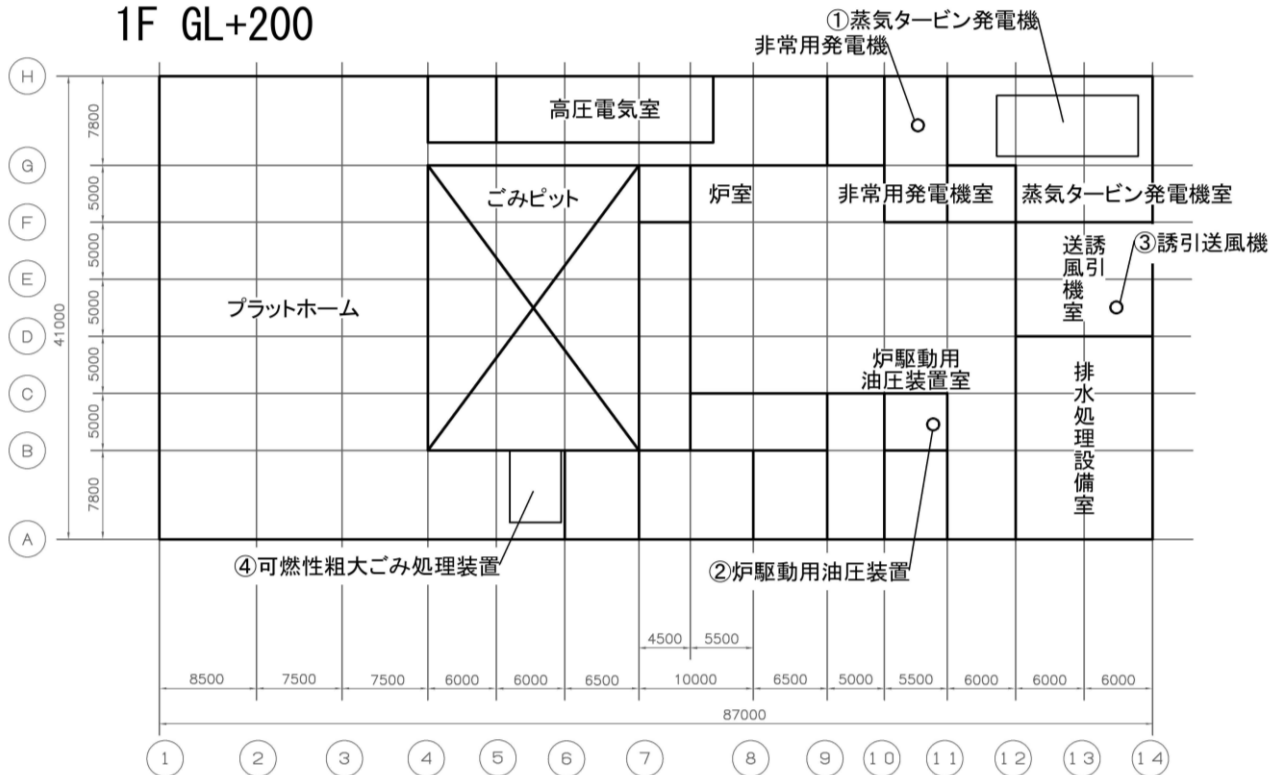 1F GL+200
①蒸気タービン発電機
非常用発電機
H
高圧電気室
7800
G
ごみピット
炉室
非常用発電機室
蒸気タービン発電機室
5000
F
③誘引送風機
誘引
送風機室
5000
E
プラットホーム
5000
41000
D
炉駆動用
油圧装置室
排水処理設備室
5000
C
5000
B
7800
A
④可燃性粗大ごみ処理装置
②炉駆動用油圧装置
4500
5500
8500
7500
7500
6000
6000
6500
10000
6500
5000
5500
6000
6000
6000
87000
1
2
3
4
5
6
7
8
9
10
11
12
13
14